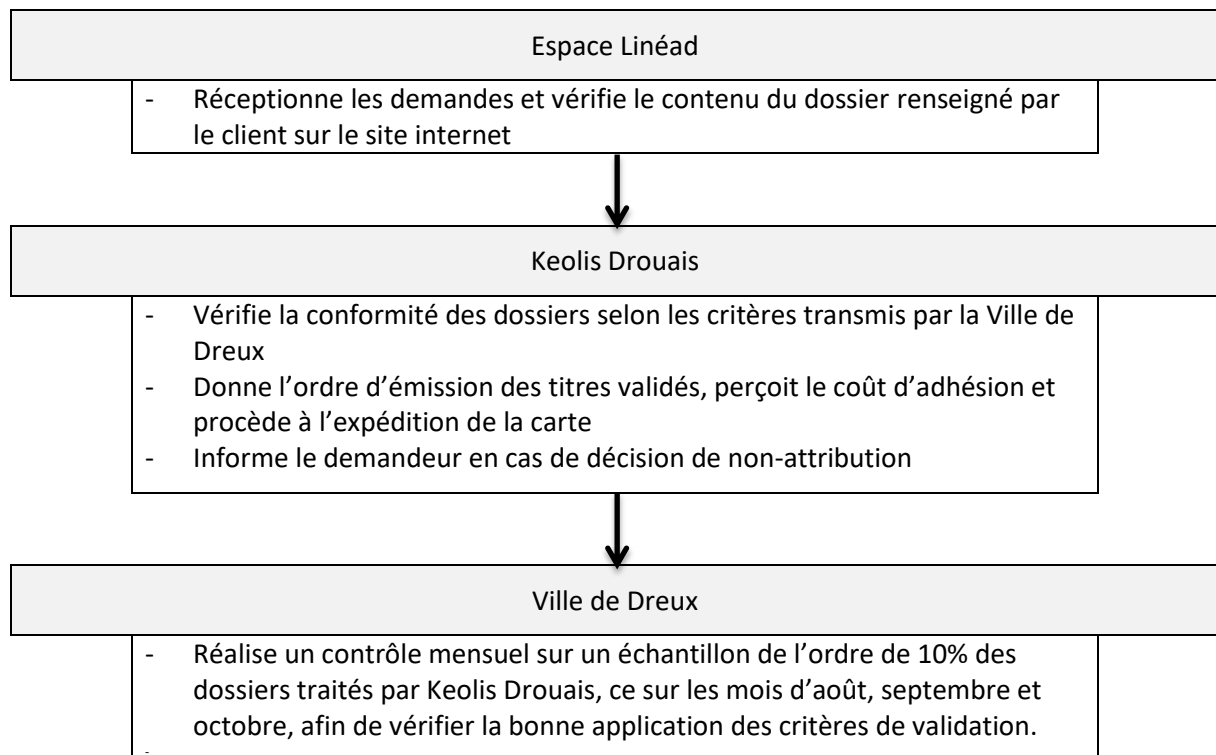 Espace Linéad
- Réceptionne les demandes et vérifie le contenu du dossier renseigné par
le client sur le site internet
Keolis Drouais
- Vérifie la conformité des dossiers selon les critères transmis par la Ville de
Dreux
- Donne l’ordre d’émission des titres validés, perçoit le coût d’adhésion et
procède à l’expédition de la carte
- Informe le demandeur en cas de décision de non-attribution
Ville de Dreux
- Réalise un contrôle mensuel sur un échantillon de l’ordre de 10% des
dossiers traités par Keolis Drouais, ce sur les mois d’août, septembre et
octobre, afin de vérifier la bonne application des critères de validation.